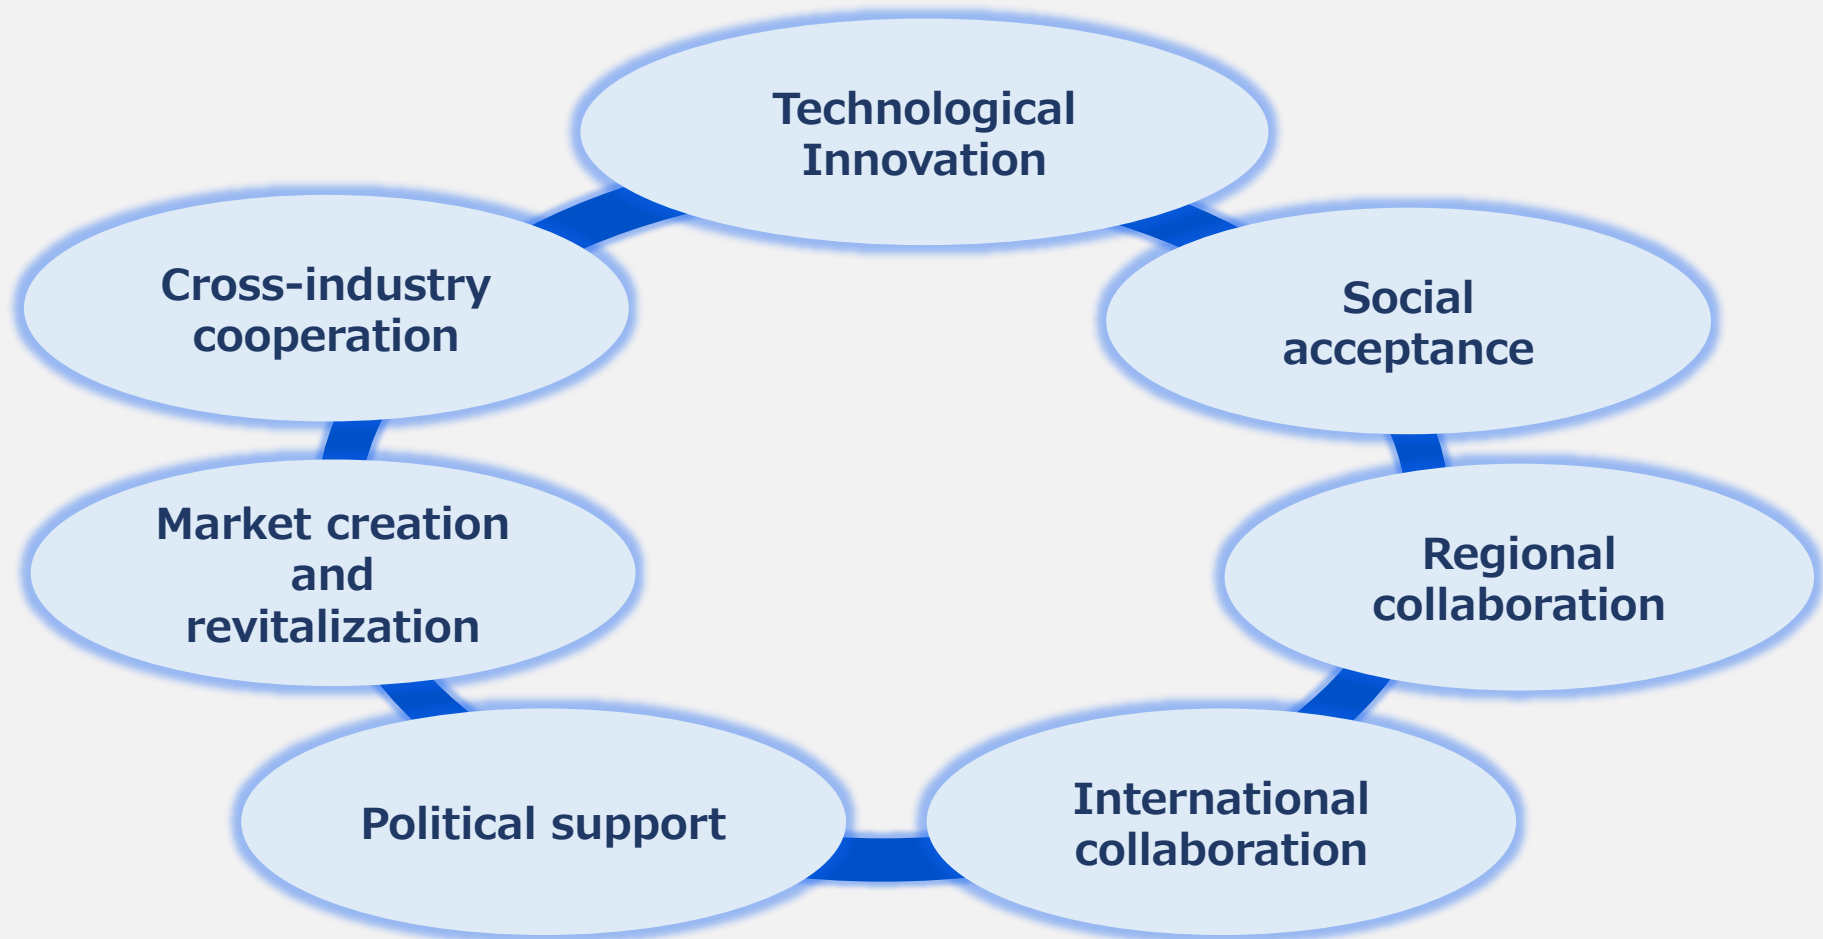 Technological
Innovation
Cross-industry
cooperation
Social
acceptance
Market creation
and
revitalization
Regional
collaboration
Political support
International
collaboration